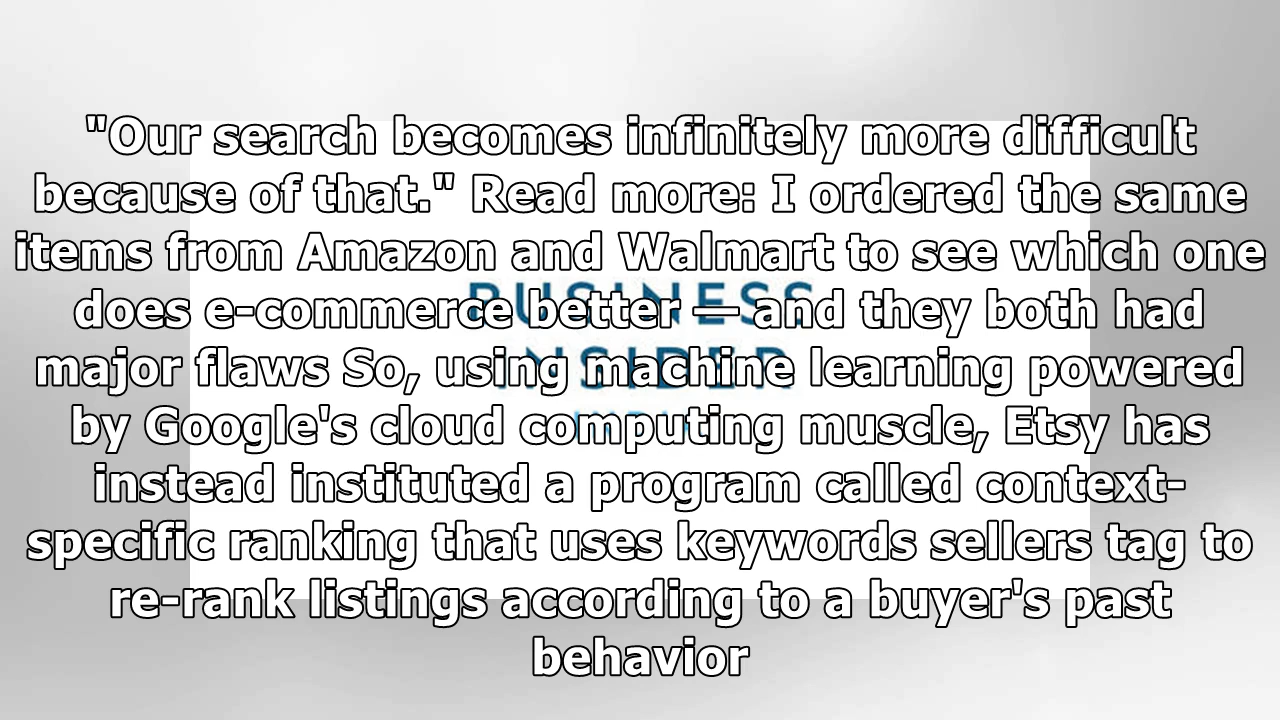 "Our search becomes infinitely more difficult
because of that." Read more: I ordered the same
items from Amazon and Walmart to see which one
does e-commerce better — and they both had
major flaws So, using machine learning powered
by Google's cloud computing muscle, Etsy has
instead instituted a program called context-
specific ranking that uses keywords sellers tag to
re-rank listings according to a buyer's past
behavior
BUSINESS
INSIDER